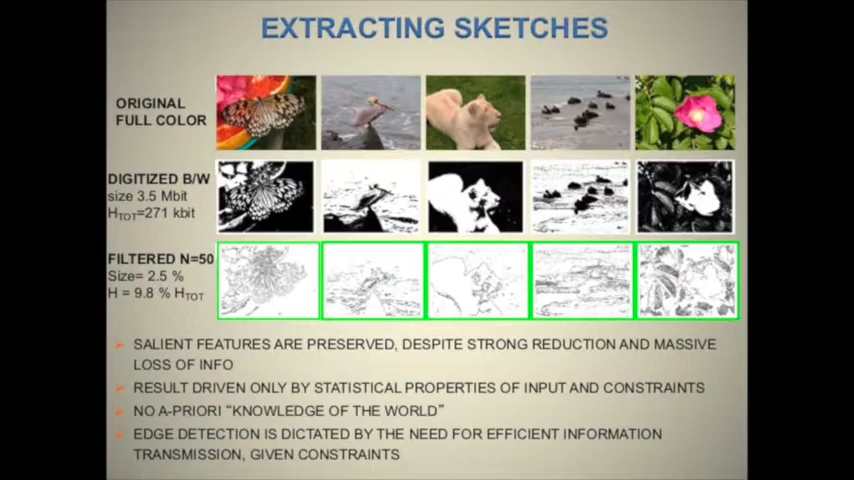 EXTRACTING SKETCHES
ORIGINAL
FULL COLOR
DIGITIZED B/W
size 3.5 Mbit
HTOT=271 kbit
FILTERED N=50
Size= 2.5 %
H = 9.8 % HTOT
SALIENT FEATURES ARE PRESERVED, DESPITE STRONG REDUCTION AND MASSIVE
LOSS OF INFO
RESULT DRIVEN ONLY BY STATISTICAL PROPERTIES OF INPUT AND CONSTRAINTS
NO A-PRIORI “KNOWLEDGE OF THE WORLD”
EDGE DETECTION IS DICTATED BY THE NEED FOR EFFICIENT INFORMATION
TRANSMISSION, GIVEN CONSTRAINTS